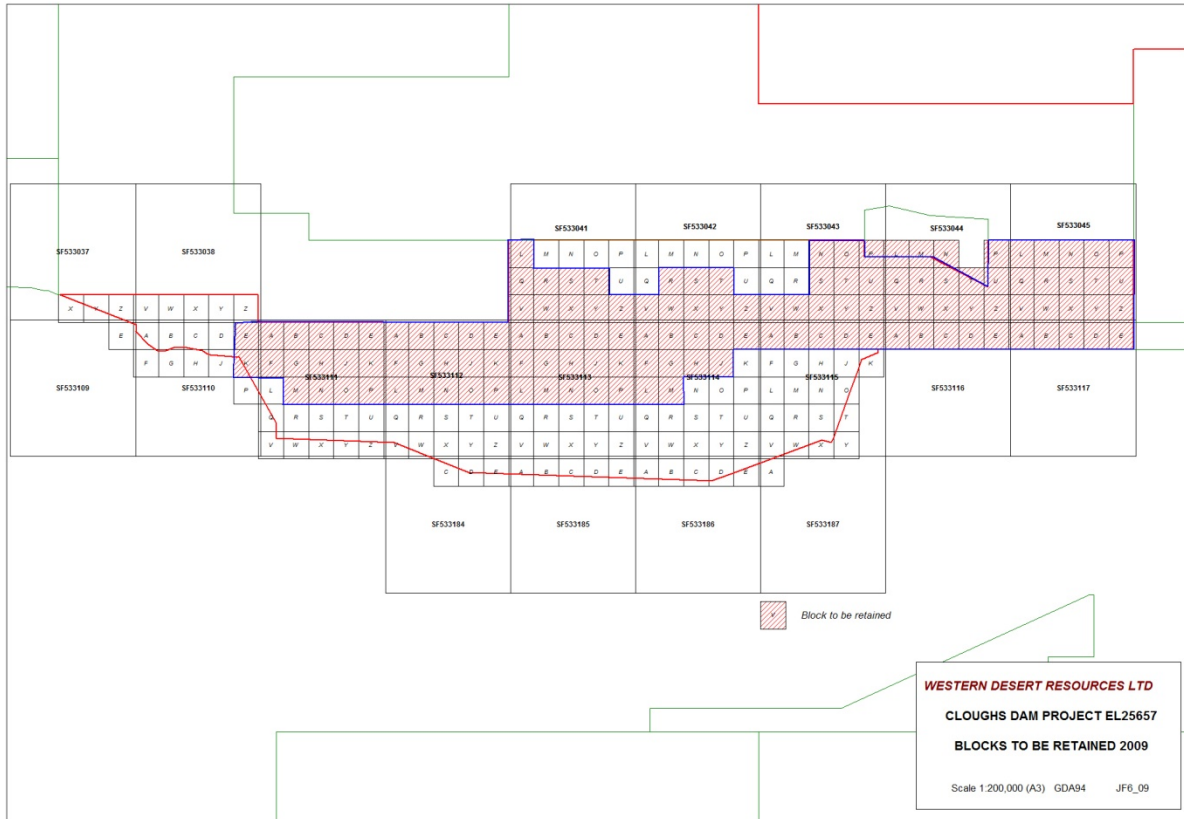 SF533041 SF533042 SF533043 SF533044 SF533045
SF533037 SF533038
L M N O P L M N O P L M N O P L M N P L M N O P
Q R S T U Q R S T U Q R S T U Q R S T U Q R S T U
X Y Z V W X Y Z V W X Y Z V W X Y Z V W X Y Z V W X Y Z V W X Y Z
E A B C D E A B C D E A B C D E A B C D E A B C D E A B C D E A B C D E A B C D E
F G H J K F G H K F G H J K F G H J K F G H J K F G H J K
SF533109 SF533110 SF533111 SF533112 SF533113 SF533114 SF533115 SF533116 SF533117
P L M N O P L M N O P L M N O P L M N O P L M N O
Q R S T U Q R S T U Q R S T U Q R S T U Q R S T
V W X Y Z V W X Y Z V W X Y Z V W X Y Z V W X Y
C D E A B C D E A B C D E A
SF533184 SF533185 SF533186 SF533187
V Block to be retained
WESTERN DESERT RESOURCES LTD
CLOUGHS DAM PROJECT EL25657
BLOCKS TO BE RETAINED 2009
Scale 1:200,000 (A3) GDA94 JF6_09